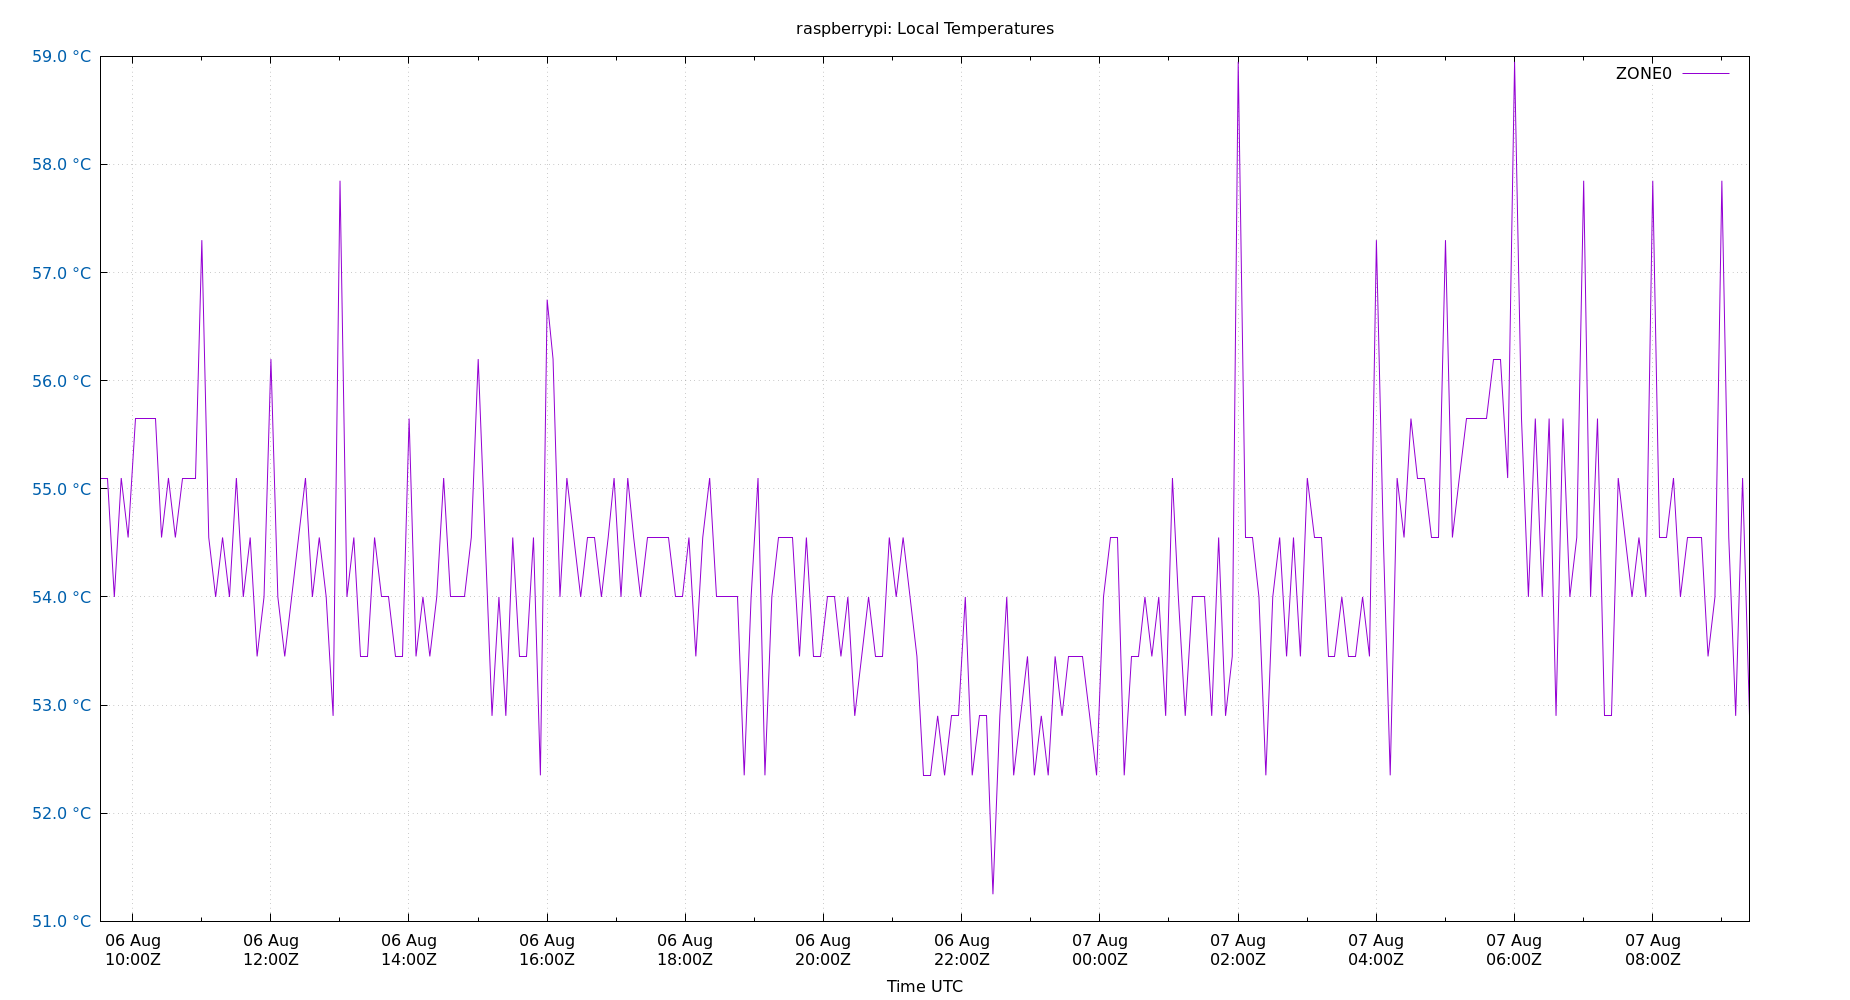 raspberrypi: Local Temperatures
59.0 °C
ZONE0
58.0 °C
57.0 °C
56.0 °C
55.0 °C
54.0 °C
53.0 °C
52.0 °C
51.0 °C
06 Aug 06 Aug 06 Aug 06 Aug 06 Aug 06 Aug 06 Aug 07 Aug 07 Aug 07 Aug 07 Aug 07 Aug
10:00Z 12:00Z 14:00Z 16:00Z 18:00Z 20:00Z 22:00Z 00:00Z 02:00Z 04:00Z 06:00Z 08:00Z
Time UTC